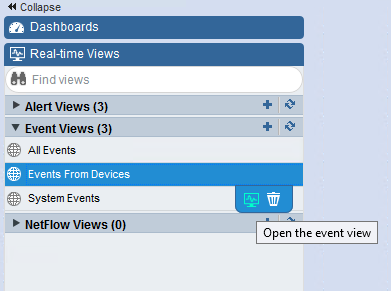 Collapse
Dashboards
Real-time Views
Find views
Alert Views (3)
Event Views (3)
All Events
Events From Devices
System Events
NetFlow Views (0)
Open the event view